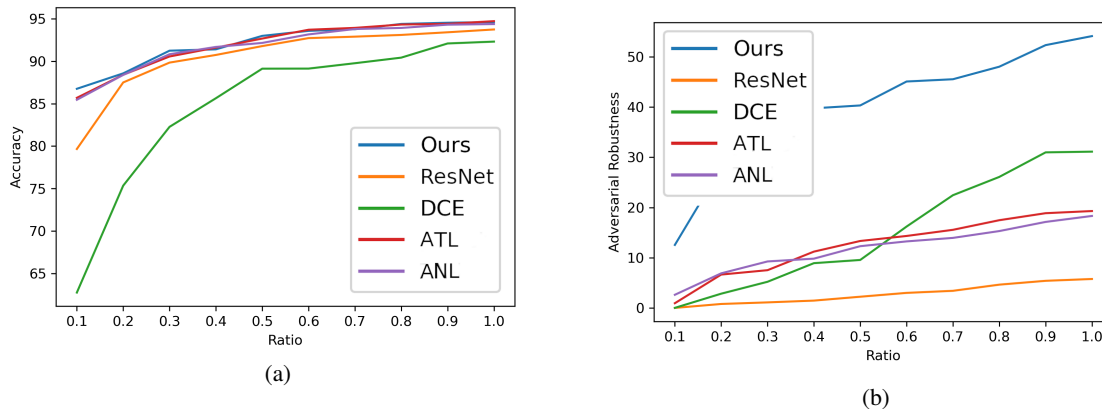 95
90
85
80
75
70
65
Accuracy
Ours
ResNet
DCE
ATL
ANL
0.1 0.2 0.3 0.4 0.5 0.6 0.7 0.8 0.9 1.0
Ratio
(a)
50
40
30
20
10
0
Adversarial Robustness
Ours
ResNet
DCE
ATL
ANL
0.1 0.2 0.3 0.4 0.5 0.6 0.7 0.8 0.9 1.0
Ratio
(b)